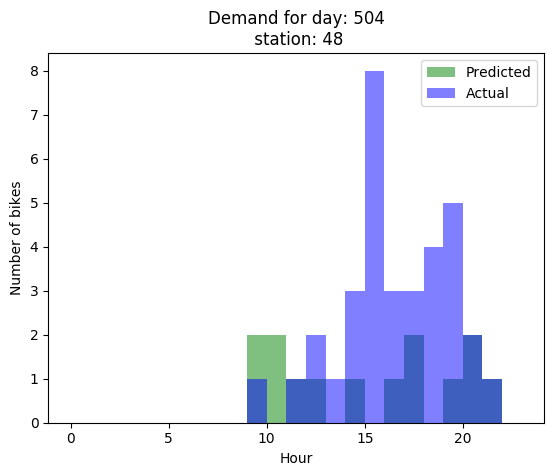 Demand for day: 504
station: 48
Predicted
Actual
Number of bikes
8
7
6
5
4
3
2
1
0
0 5 10 15 20
Hour